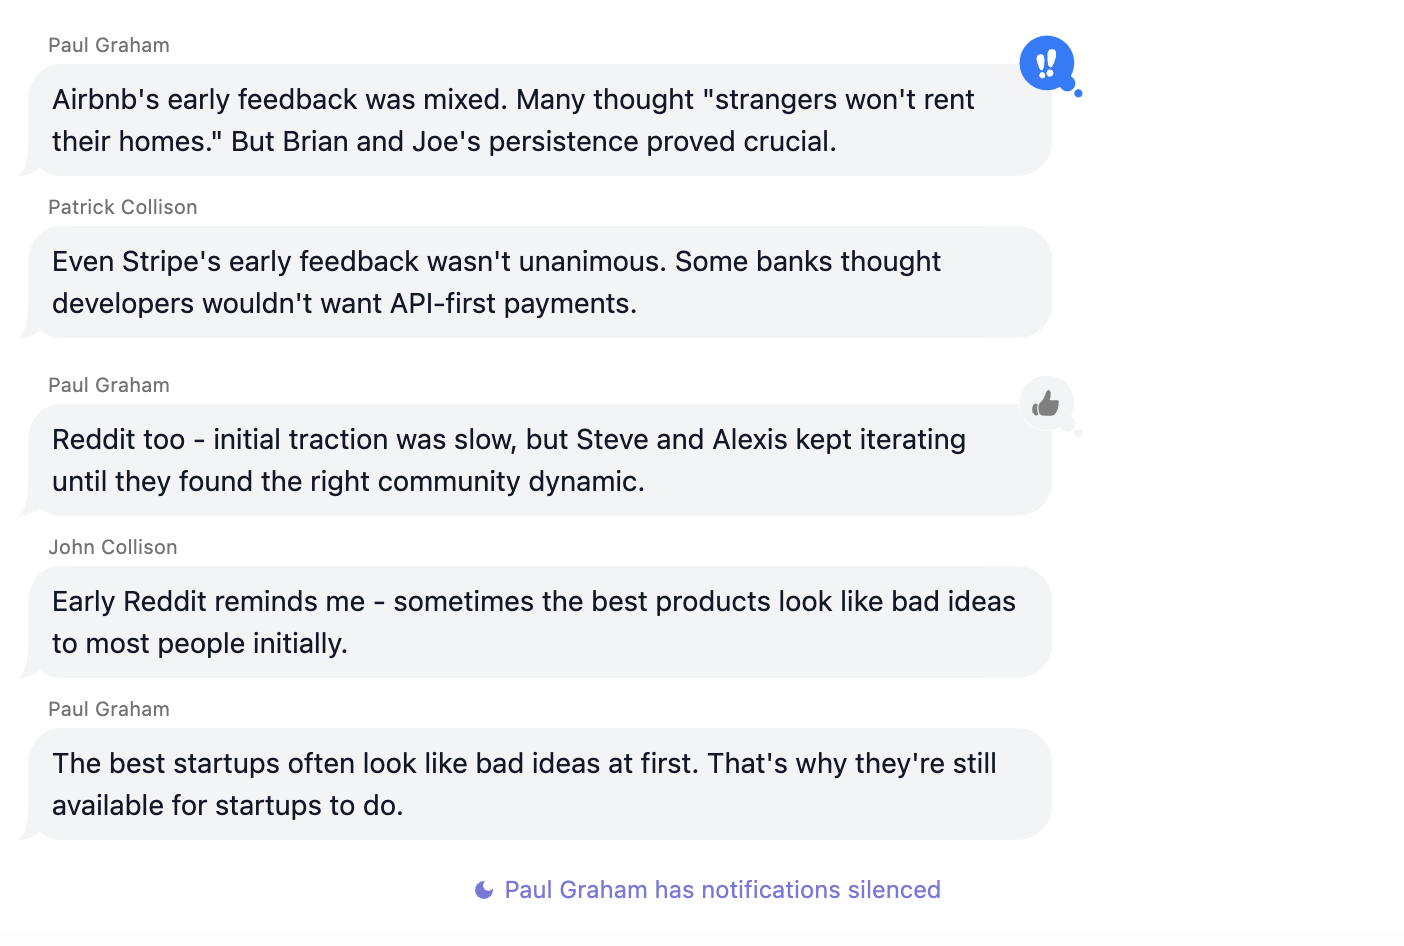 Paul Graham
Airbnb's early feedback was mixed. Many thought "strangers won't rent
their homes." But Brian and Joe's persistence proved crucial.
Patrick Collison
Even Stripe's early feedback wasn't unanimous. Some banks thought
developers wouldn't want API-first payments.
Paul Graham
Reddit too - initial traction was slow, but Steve and Alexis kept iterating
until they found the right community dynamic.
John Collison
Early Reddit reminds me - sometimes the best products look like bad ideas
to most people initially.
Paul Graham
The best startups often look like bad ideas at first. That's why they're still
available for startups to do.
Paul Graham has notifications silenced